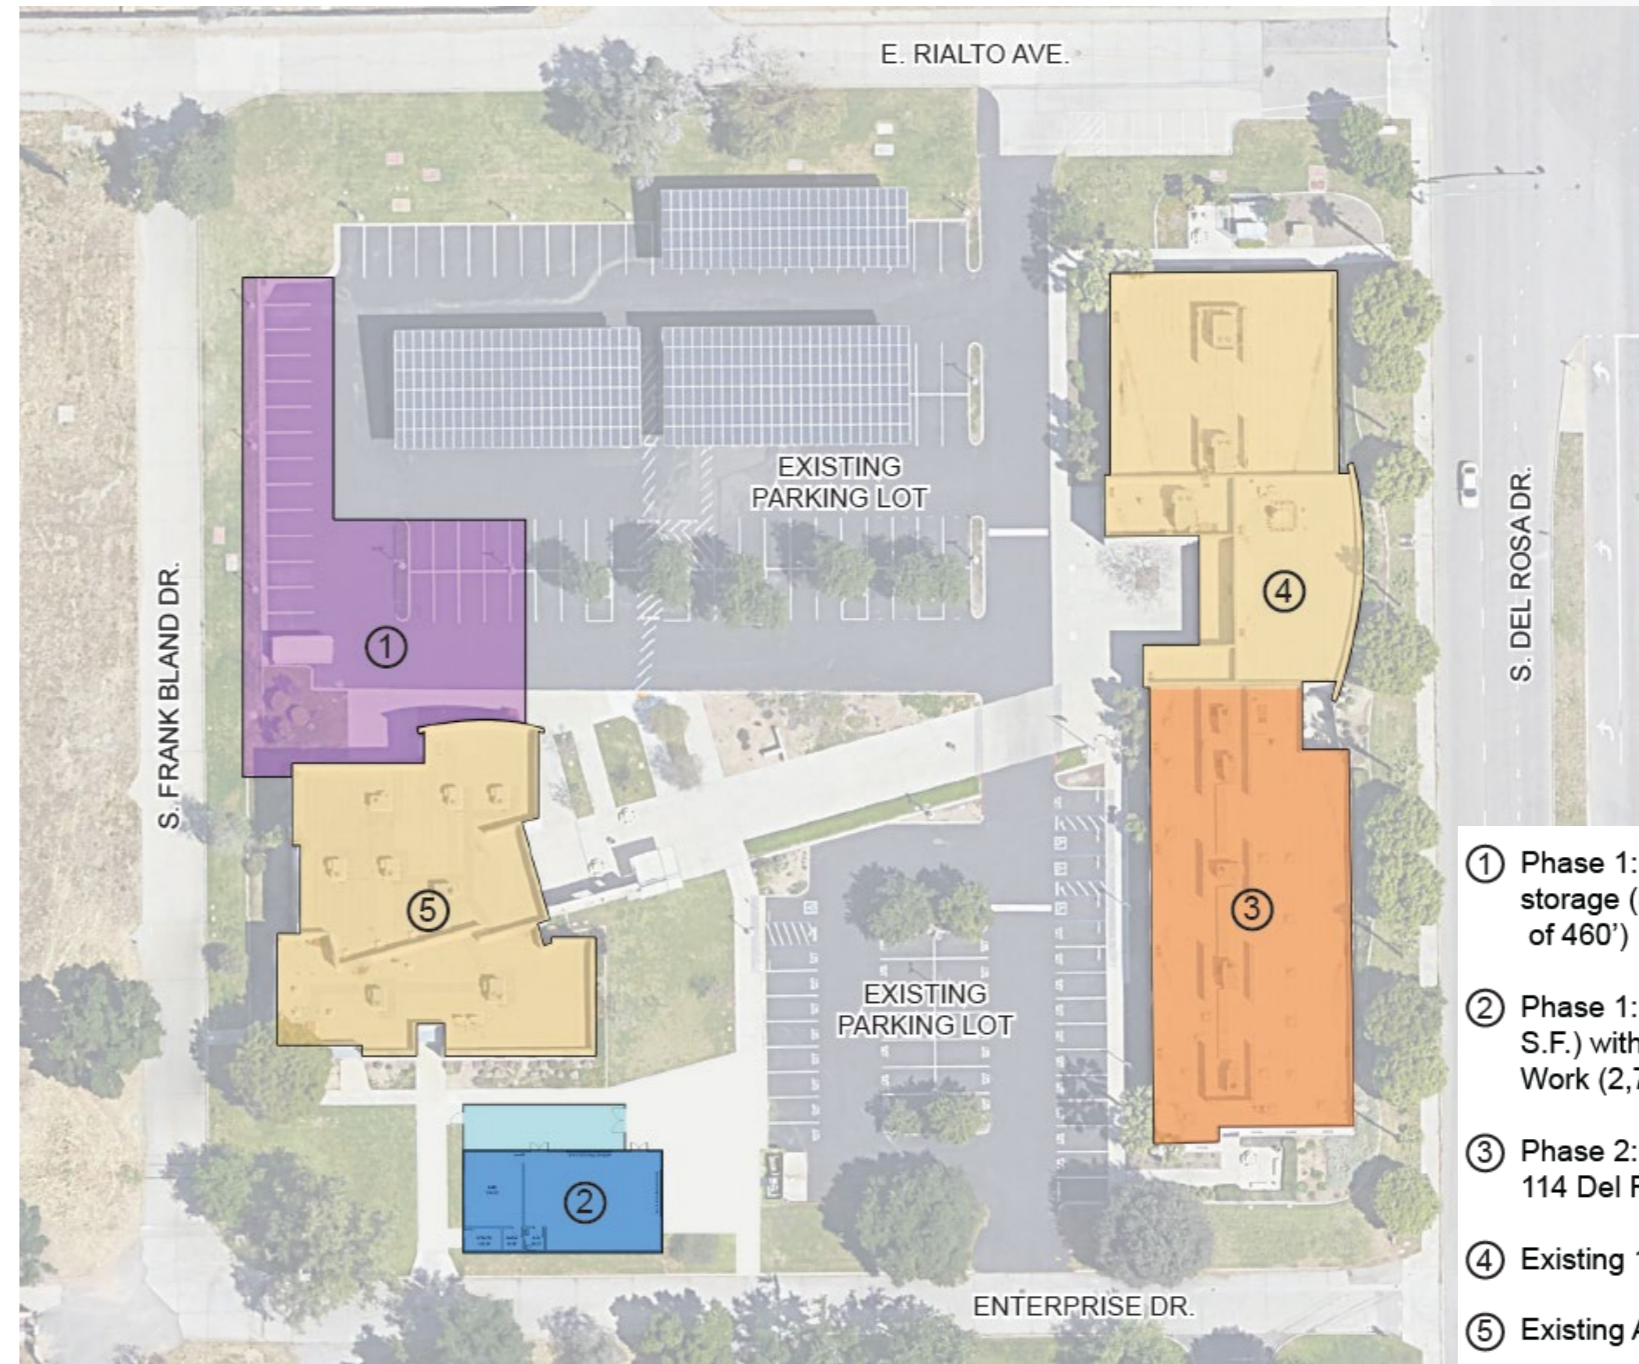 E. RIALTO AVE.
EXISTING
PARKING LOT
S. FRANK BLAND DR.
S. DEL ROSA DR.
1
4
5
3
EXISTING
PARKING LOT
2
ENTERPRISE DR.
1 Phase 1:
storage (
of 460’)
2 Phase 1:
S.F.) with
Work (2,7
3 Phase 2:
114 Del
4 Existing
5 Existing